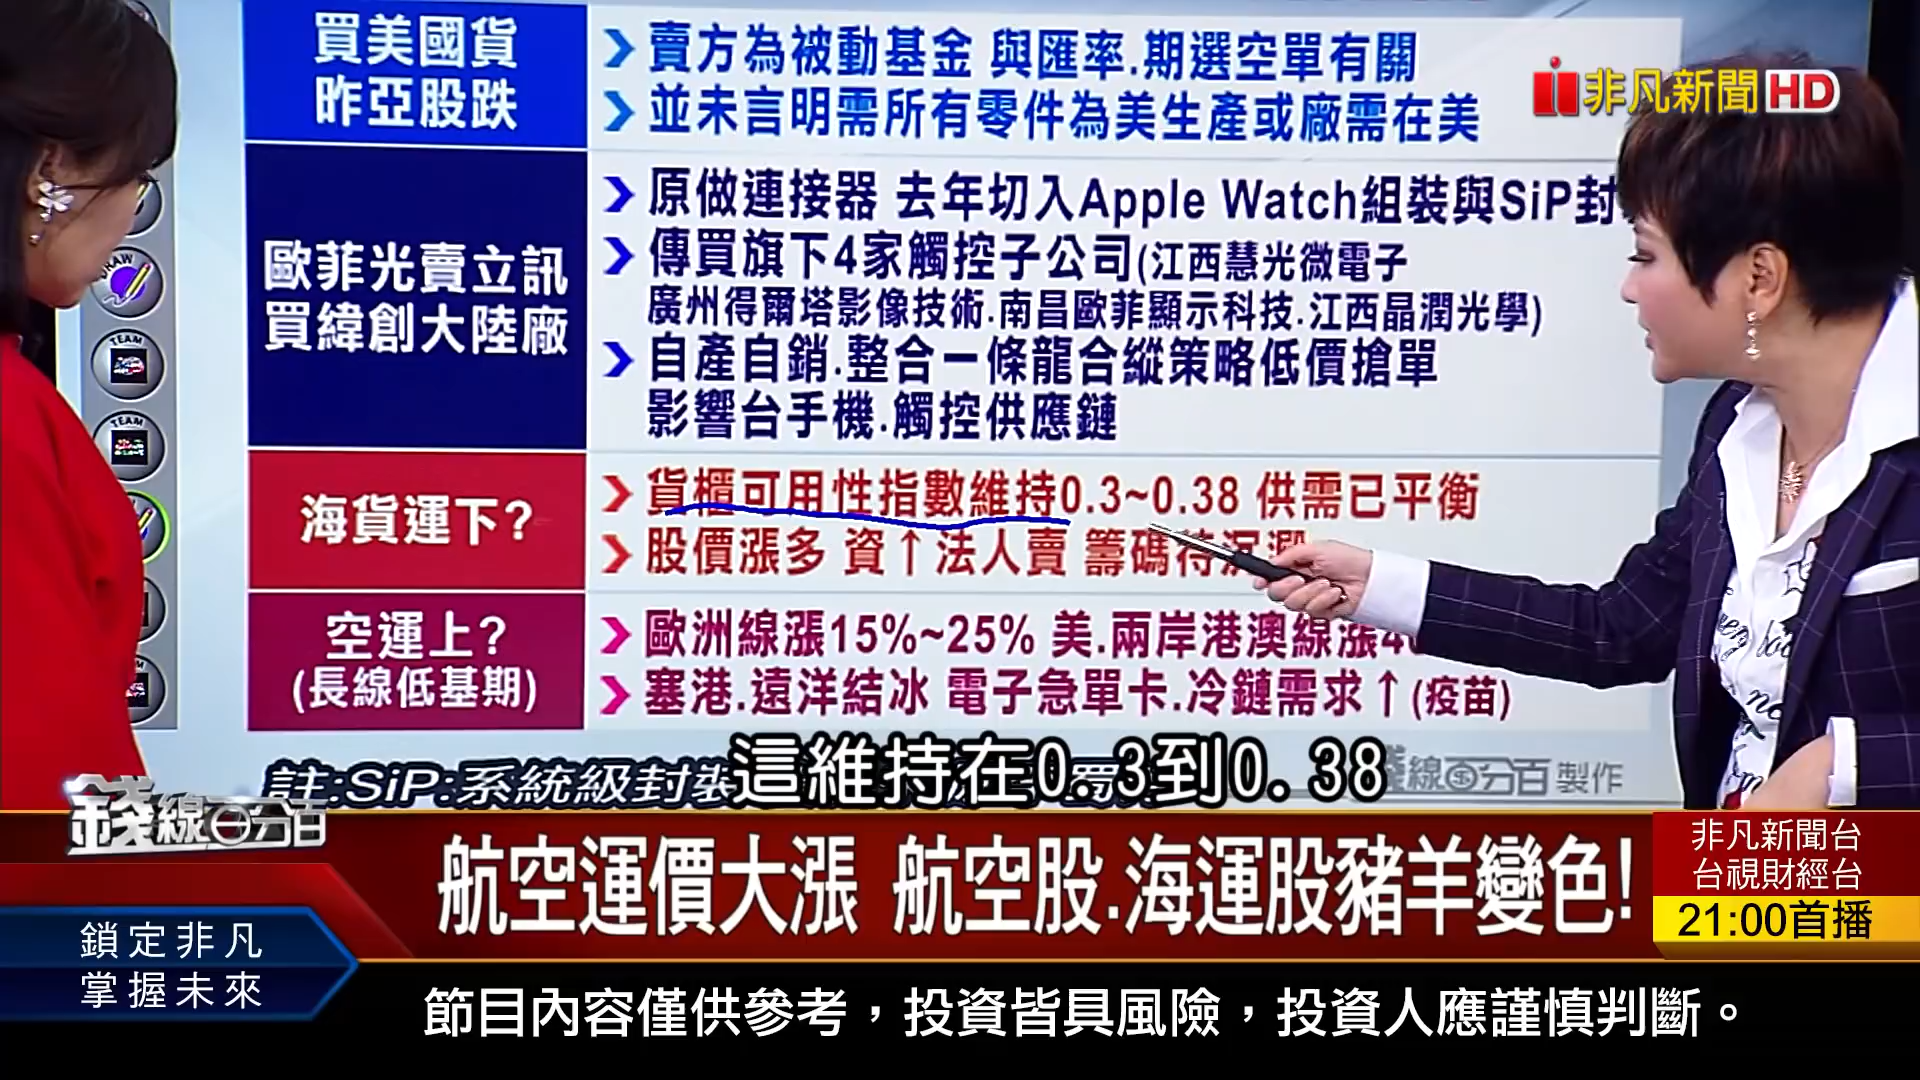 買美國貨
昨亞股跌
賣方為被動基金 與匯率.期選空單有關
並未言明需所有零件為美生產或廠需在美
非凡新聞HD
歐菲光賣立訊
買緯創大陸廠
原做連接器 去年切入Apple Watch組裝與SiP封
傳買旗下4家觸控子公司(江西慧光微電子
廣州得爾塔影像技術.南昌歐菲顯示科技.江西晶潤光學)
自產自銷.整合一條龍合縱策略低價搶單
影響台手機.觸控供應鏈
海貨運下?
貨櫃可用性指數維持0.3~0.38 供需已平衡
股價漲多 資↑法人賣 籌碼待沉澱
空運上?
(長線低基期)
歐洲線漲15%~25% 美.兩岸港澳線漲4
塞港.遠洋結冰 電子急單卡.冷鏈需求↑(疫苗)
DRAW
TEAM
TEAM
註:SiP:系統級封裝
錢線百分百製作
這維持在0.3到0.38
錢線百分百
航空運價大漲 航空股.海運股豬羊變色!
非凡新聞台
台視財經台
21:00首播
鎖定非凡
掌握未來
節目內容僅供參考，投資皆具風險，投資人應謹慎判斷。